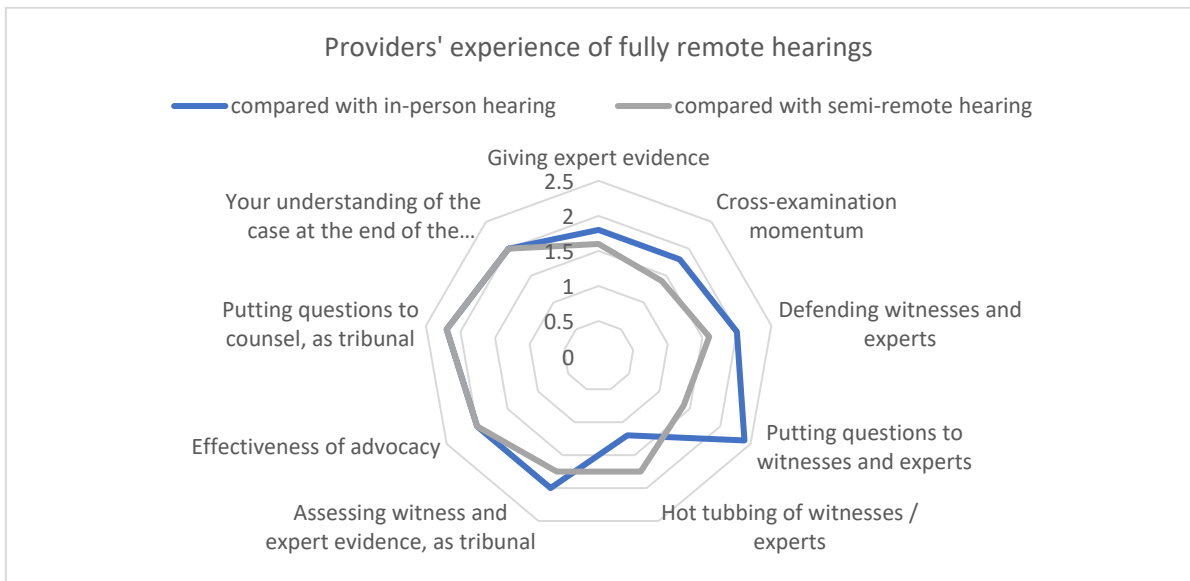 Providers' experience of fully remote hearings
compared with in-person hearing
compared with semi-remote hearing
Giving expert evidence
Cross-examination
momentum
Defending witnesses and
experts
Putting questions to
witnesses and experts
Hot tubbing of witnesses /
experts
Assessing witness and
expert evidence, as tribunal
Effectiveness of advocacy
Putting questions to
counsel, as tribunal
Your understanding of the
case at the end of the…
2.5
2
1.5
1
0.5
0